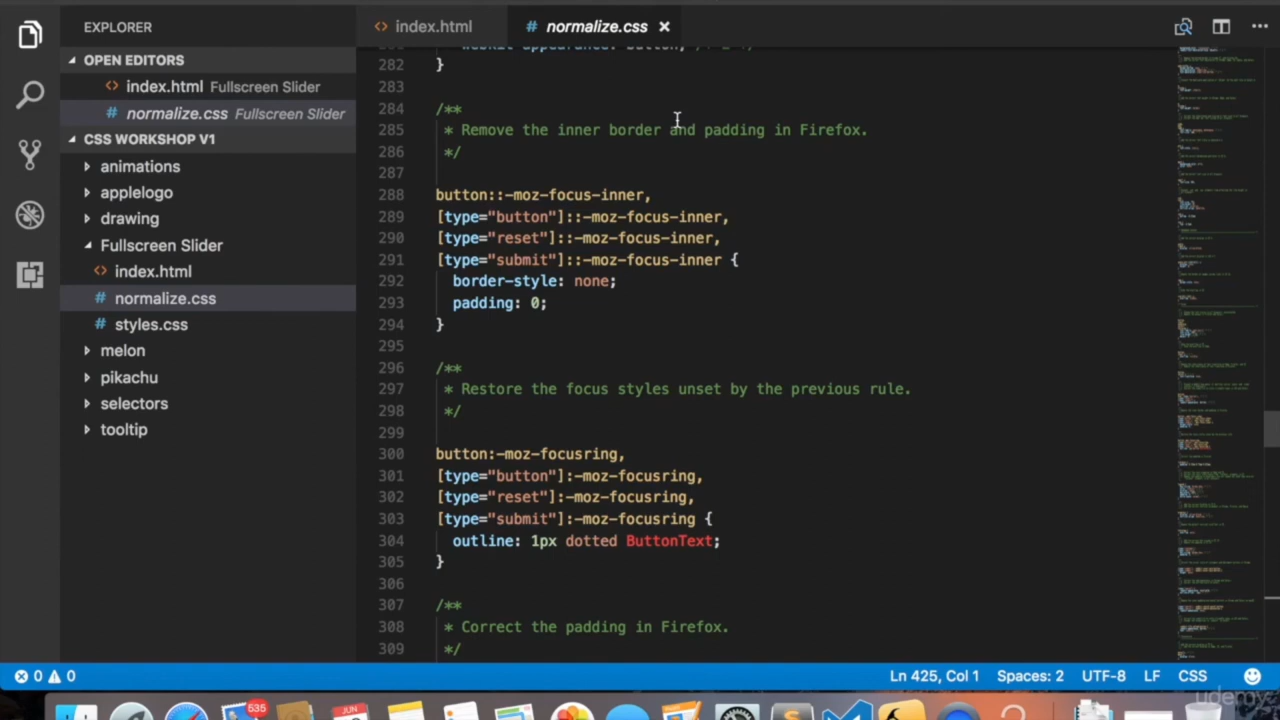 EXPLORER
OPEN EDITORS
index.html Fullscreen Slider
normalize.css Fullscreen Slider
CSS WORKSHOP V1
animations
applelogo
drawing
Fullscreen Slider
index.html
normalize.css
styles.css
melon
pikachu
selectors
tooltip
index.html
normalize.css
282 }
283
284 /**
285 * Remove the inner border and padding in Firefox.
286 */
287
288 button::-moz-focus-inner,
289 [type="button"]::-moz-focus-inner,
290 [type="reset"]::-moz-focus-inner,
291 [type="submit"]::-moz-focus-inner {
292 border-style: none;
293 padding: 0;
294 }
295
296 /**
297 * Restore the focus styles unset by the previous rule.
298 */
299
300 button:-moz-focusring,
301 [type="button"]:-moz-focusring,
302 [type="reset"]:-moz-focusring,
303 [type="submit"]:-moz-focusring {
304 outline: 1px dotted ButtonText;
305 }
306
307 /**
308 * Correct the padding in Firefox.
309 */
0 0
Ln 425, Col 1 Spaces: 2 UTF-8 LF CSS
535
JUN
udemy